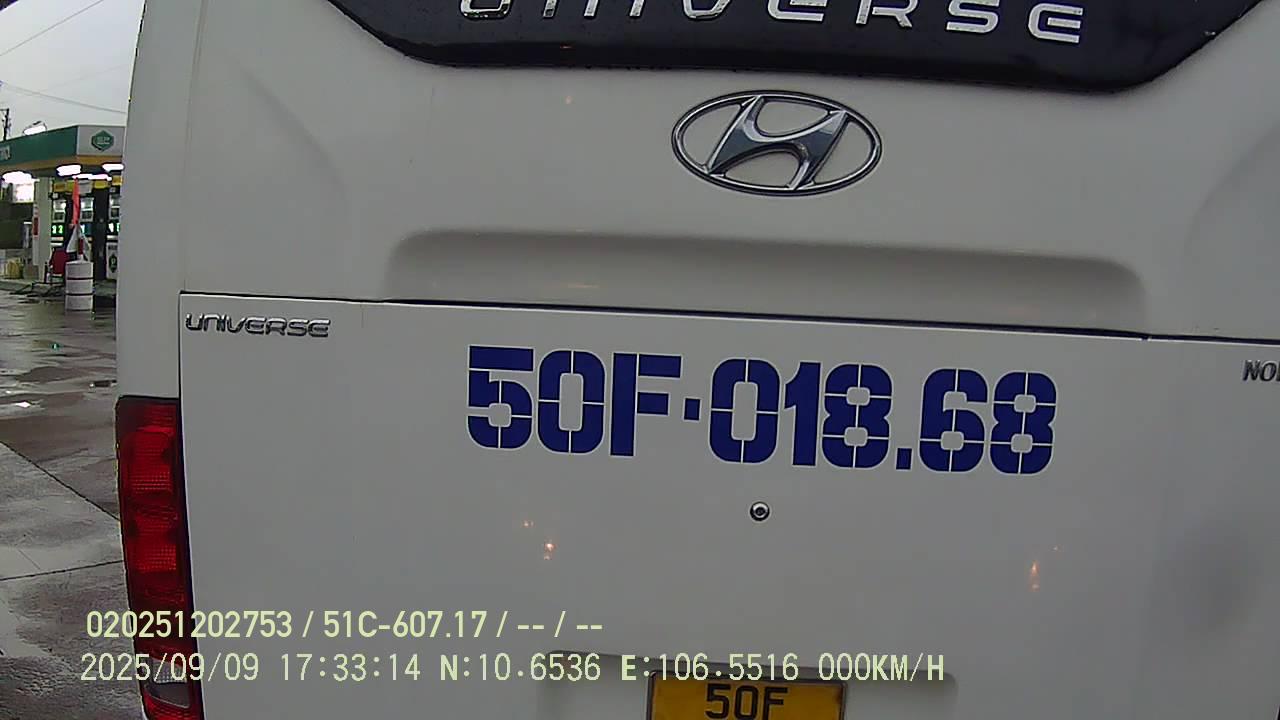 UNIVERSE
UNIVERSE
50F-018.68
020251202753 / 51C-607.17 / -- / --
2025/09/09 17:33:14 N:10.6536 E:106.5516 000KM/H
50F